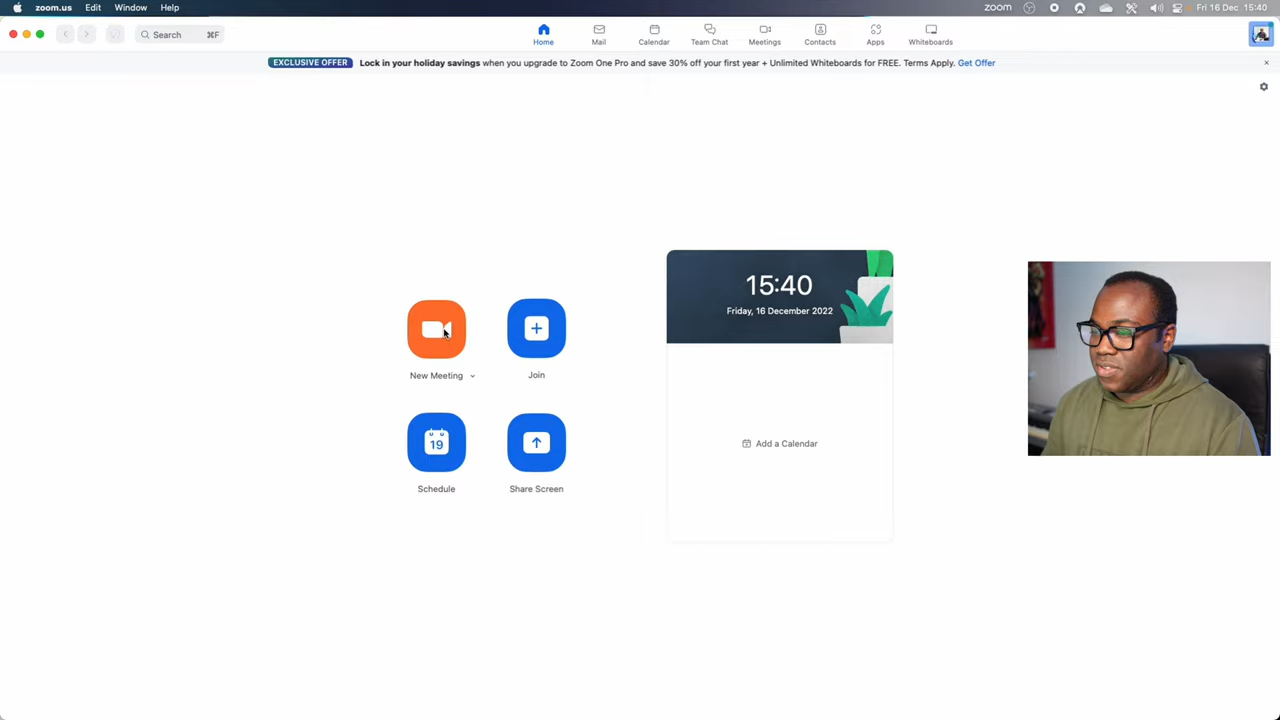 zoom.us Edit Window Help
ZOOM Fri 16 Dec 15:40
Search ⌘F
Home Mail Calendar Team Chat Meetings Contacts Apps Whiteboards
EXCLUSIVE OFFER Lock in your holiday savings when you upgrade to Zoom One Pro and save 30% off your first year + Unlimited Whiteboards for FREE. Terms Apply. Get Offer
15:40
Friday, 16 December 2022
New Meeting
Join
19
Add a Calendar
Schedule
Share Screen